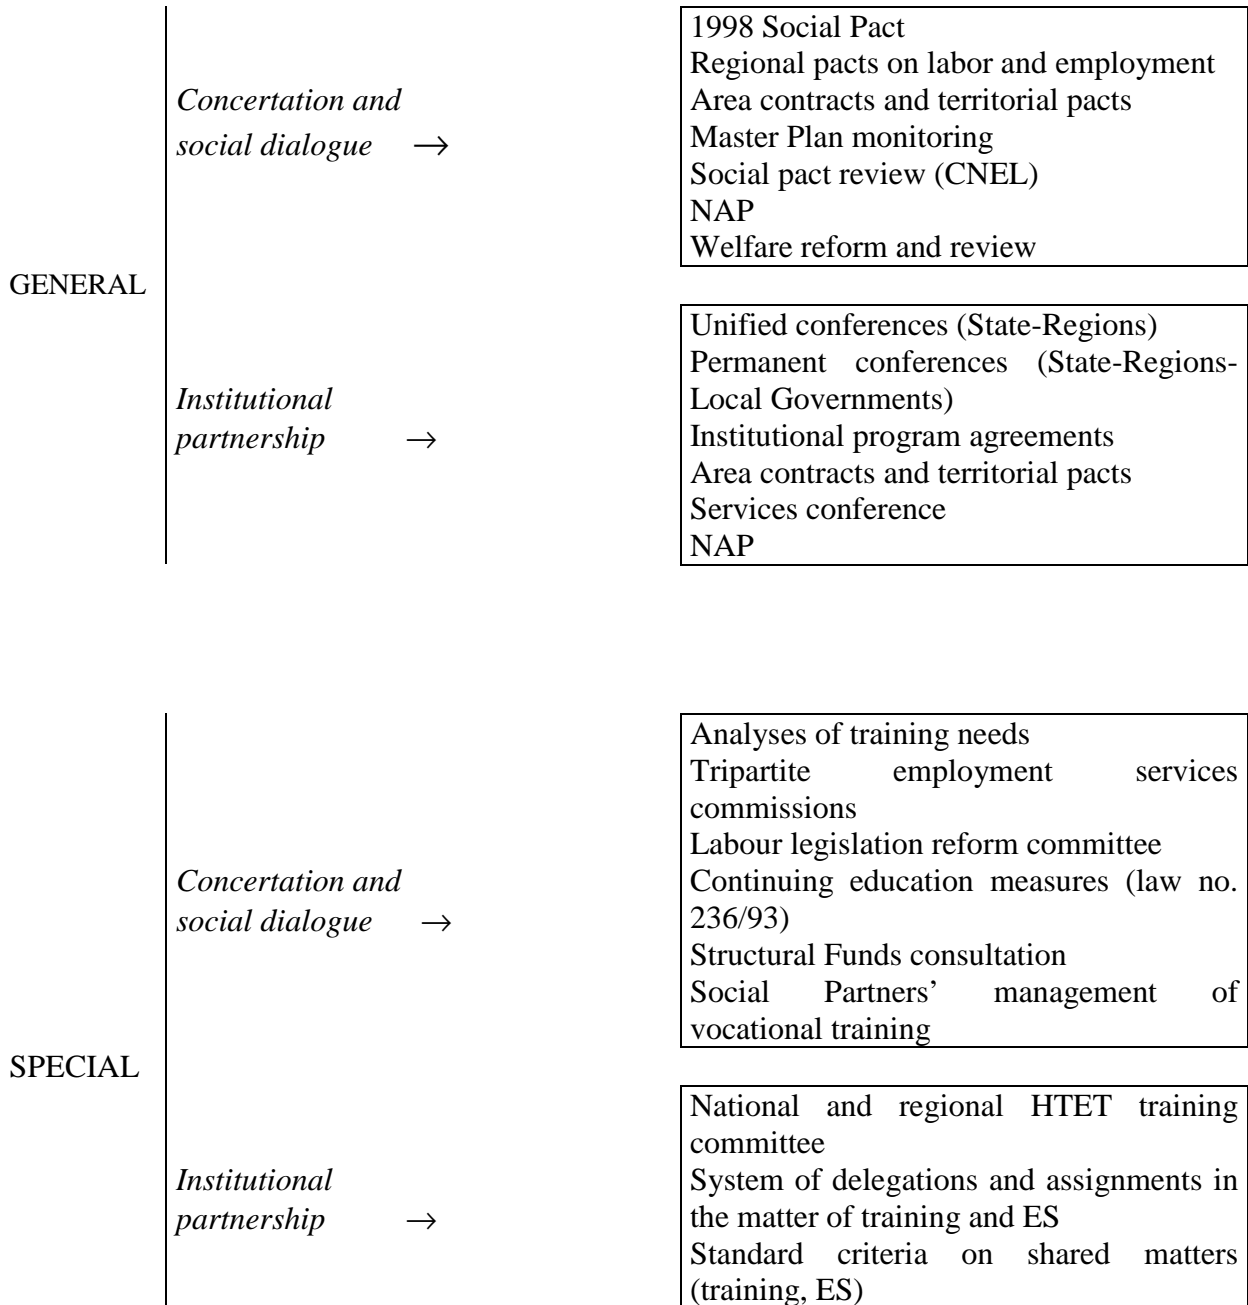 GENERAL
Concertation and
social dialogue →
1998 Social Pact
Regional pacts on labor and employment
Area contracts and territorial pacts
Master Plan monitoring
Social pact review (CNEL)
NAP
Welfare reform and review
Institutional
partnership →
Unified conferences (State-Regions)
Permanent conferences (State-Regions-
Local Governments)
Institutional program agreements
Area contracts and territorial pacts
Services conference
NAP
SPECIAL
Concertation and
social dialogue →
Analyses of training needs
Tripartite employment services
commissions
Labour legislation reform committee
Continuing education measures (law no.
236/93)
Structural Funds consultation
Social Partners’ management of
vocational training
Institutional
partnership →
National and regional HTET training
committee
System of delegations and assignments in
the matter of training and ES
Standard criteria on shared matters
(training, ES)